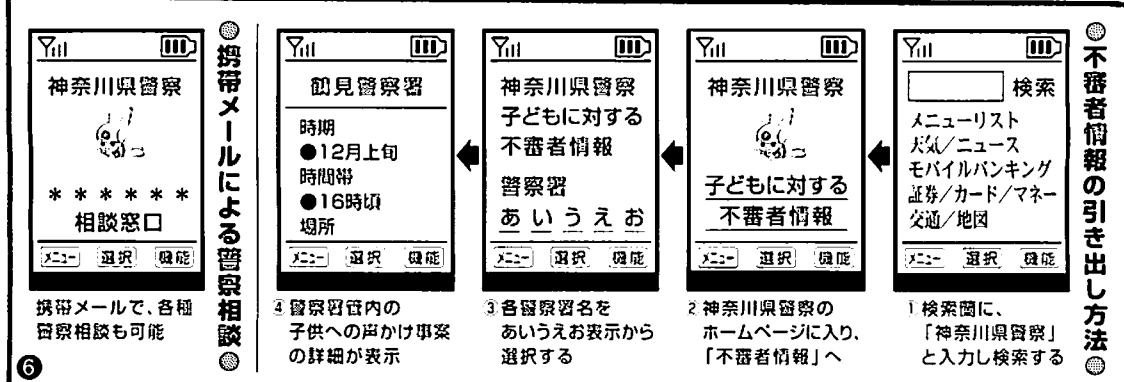 ◎不審者情報の引き出し方法◎
検索
メニューリスト
天気／ニュース
モバイルバンキング
証券／カード／マネー
交通／地図
メニュー 選択 機能
①検索欄に、
「神奈川県警察」
と入力し検索する
神奈川県警察
子どもに対する
不審者情報
メニュー 選択 機能
②神奈川県警察の
ホームページに入り、
「不審者情報」へ
神奈川県警察
子どもに対する
不審者情報
警察署
あ い う え お
メニュー 選択 機能
③各警察署名を
あいうえお表示から
選択する
鶴見警察署
時期
●12月上旬
時間帯
●16時頃
場所
メニュー 選択 機能
④警察署管内の
子供への声かけ事案
の詳細が表示
◎携帯メールによる警察相談◎
神奈川県警察
＊＊＊＊＊＊
相談窓口
メニュー 選択 機能
携帯メールで、各種
警察相談も可能
❻